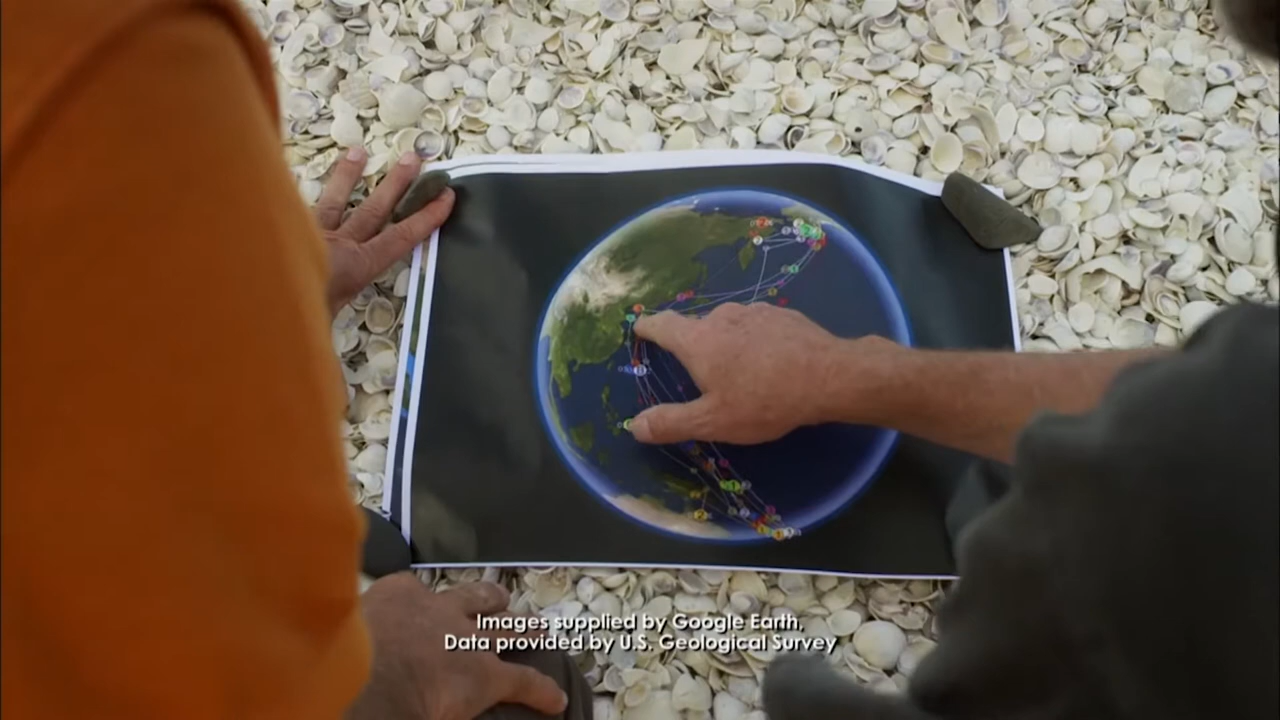 Images supplied by Google Earth,
Data provided by U.S. Geological Survey